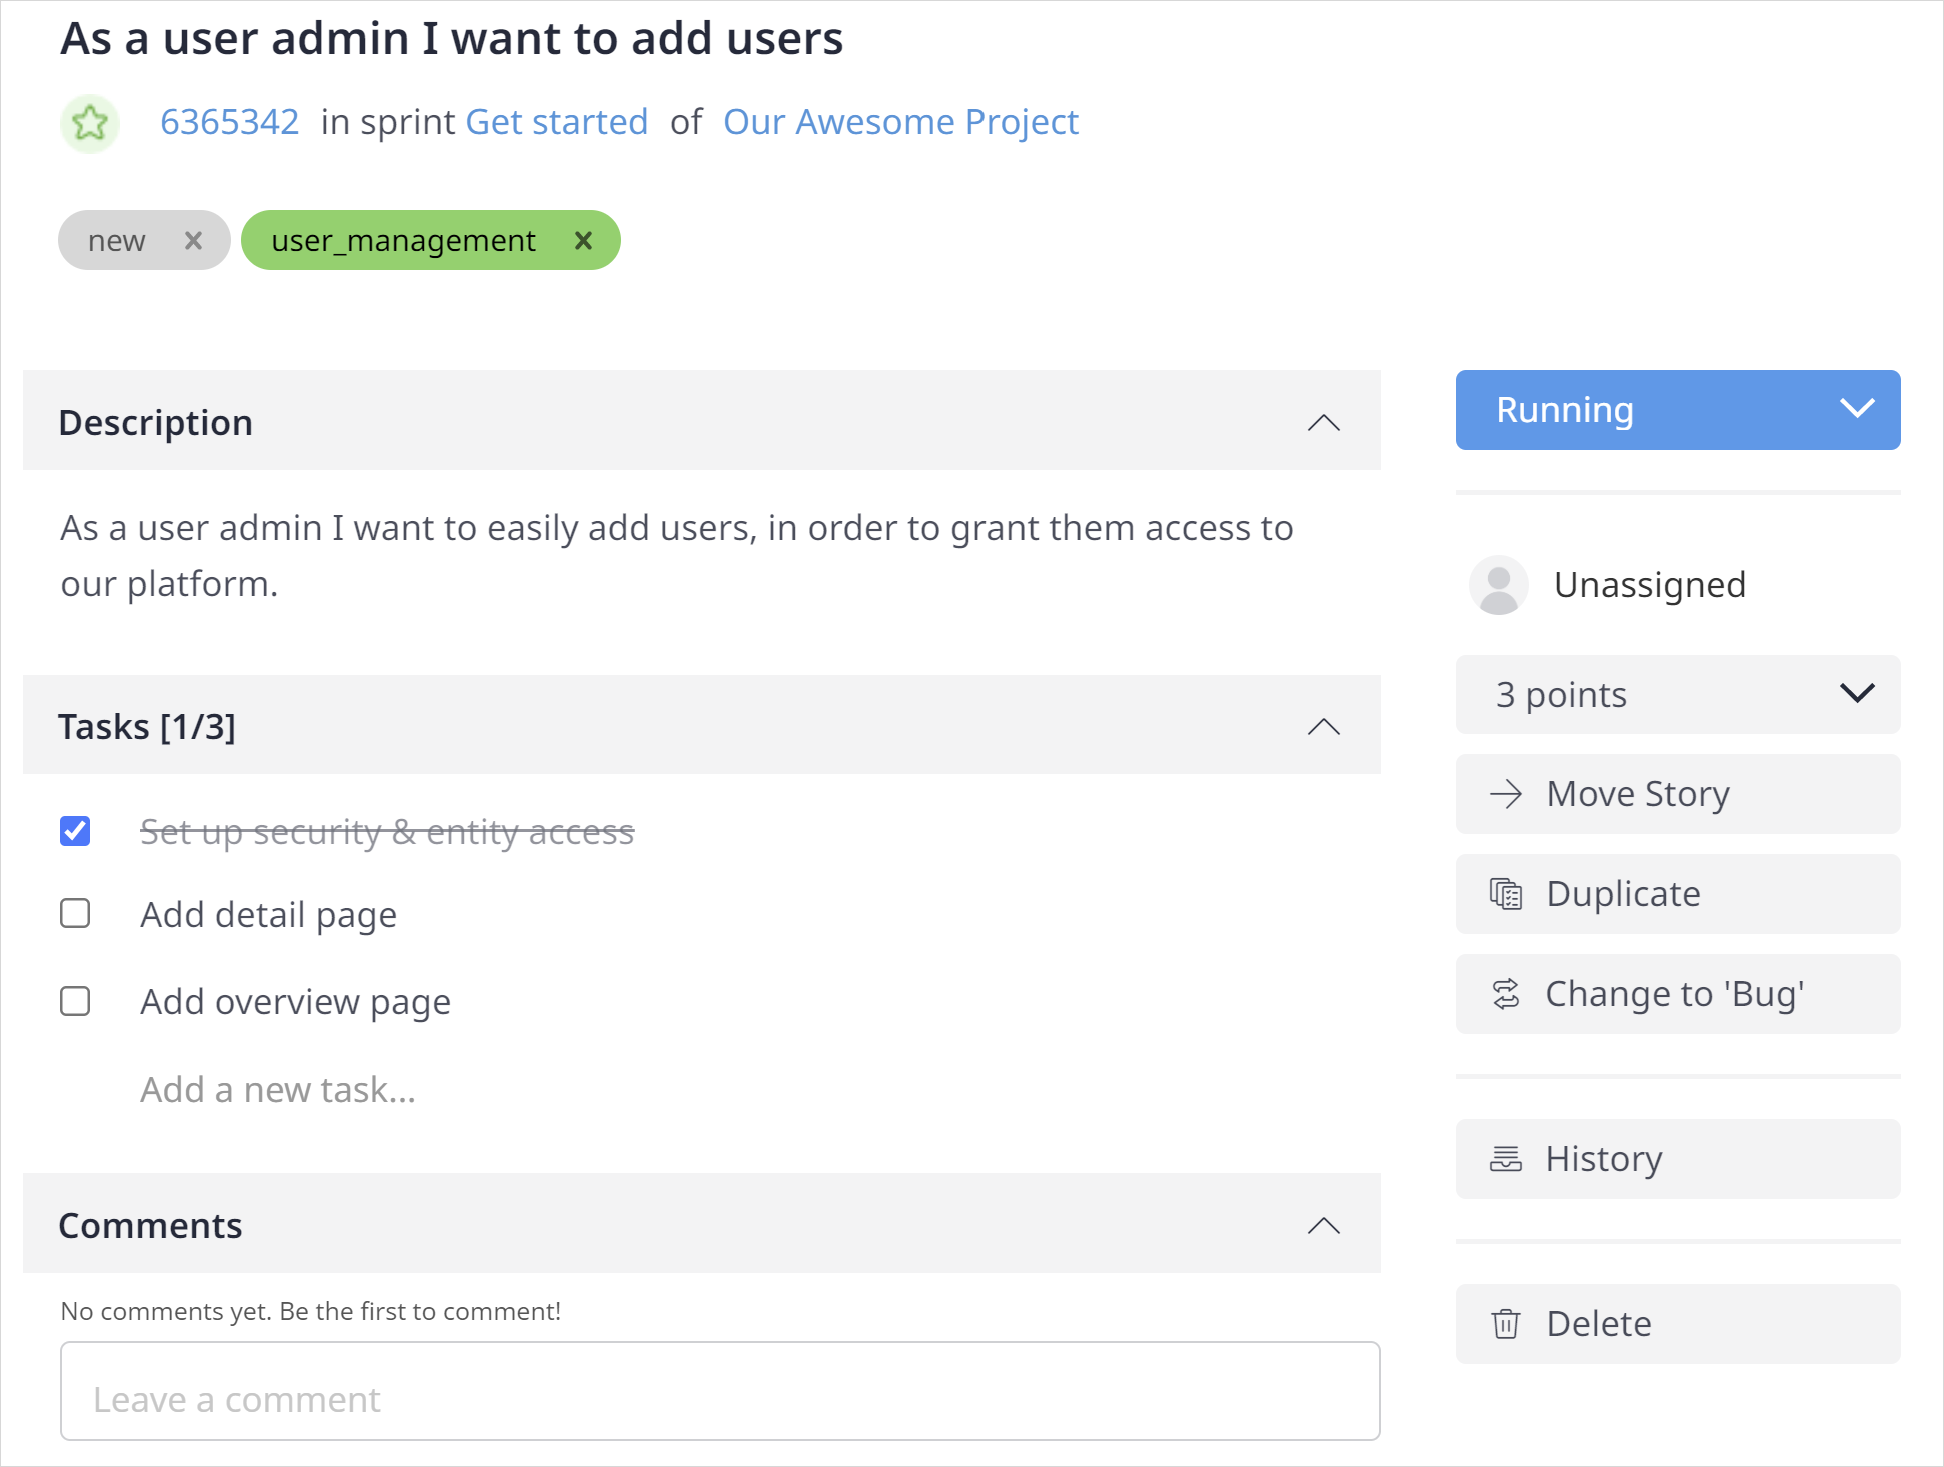 As a user admin I want to add users
6365342 in sprint Get started of Our Awesome Project
new
user_management
Description
As a user admin I want to easily add users, in order to grant them access to
our platform.
Tasks [1/3]
Set up security & entity access
Add detail page
Add overview page
Add a new task...
Comments
No comments yet. Be the first to comment!
Leave a comment
Running
Unassigned
3 points
Move Story
Duplicate
Change to 'Bug'
History
Delete